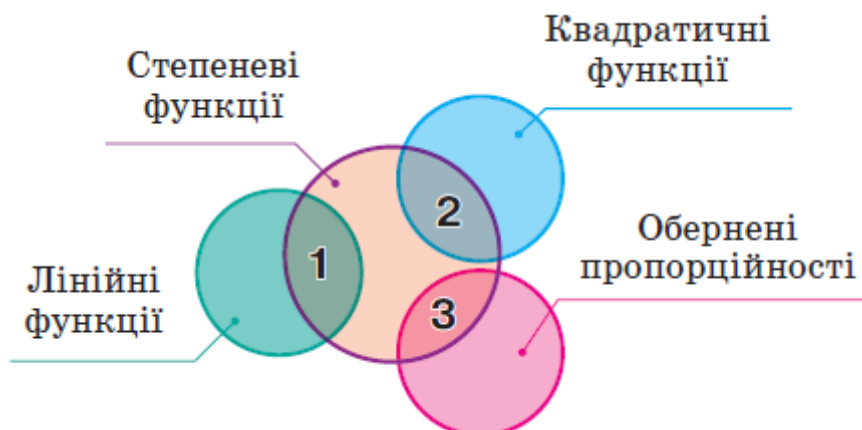 Степеневі
функції
Квадратичні
функції
1
2
3
Лінійні
функції
Обернені
пропорційності